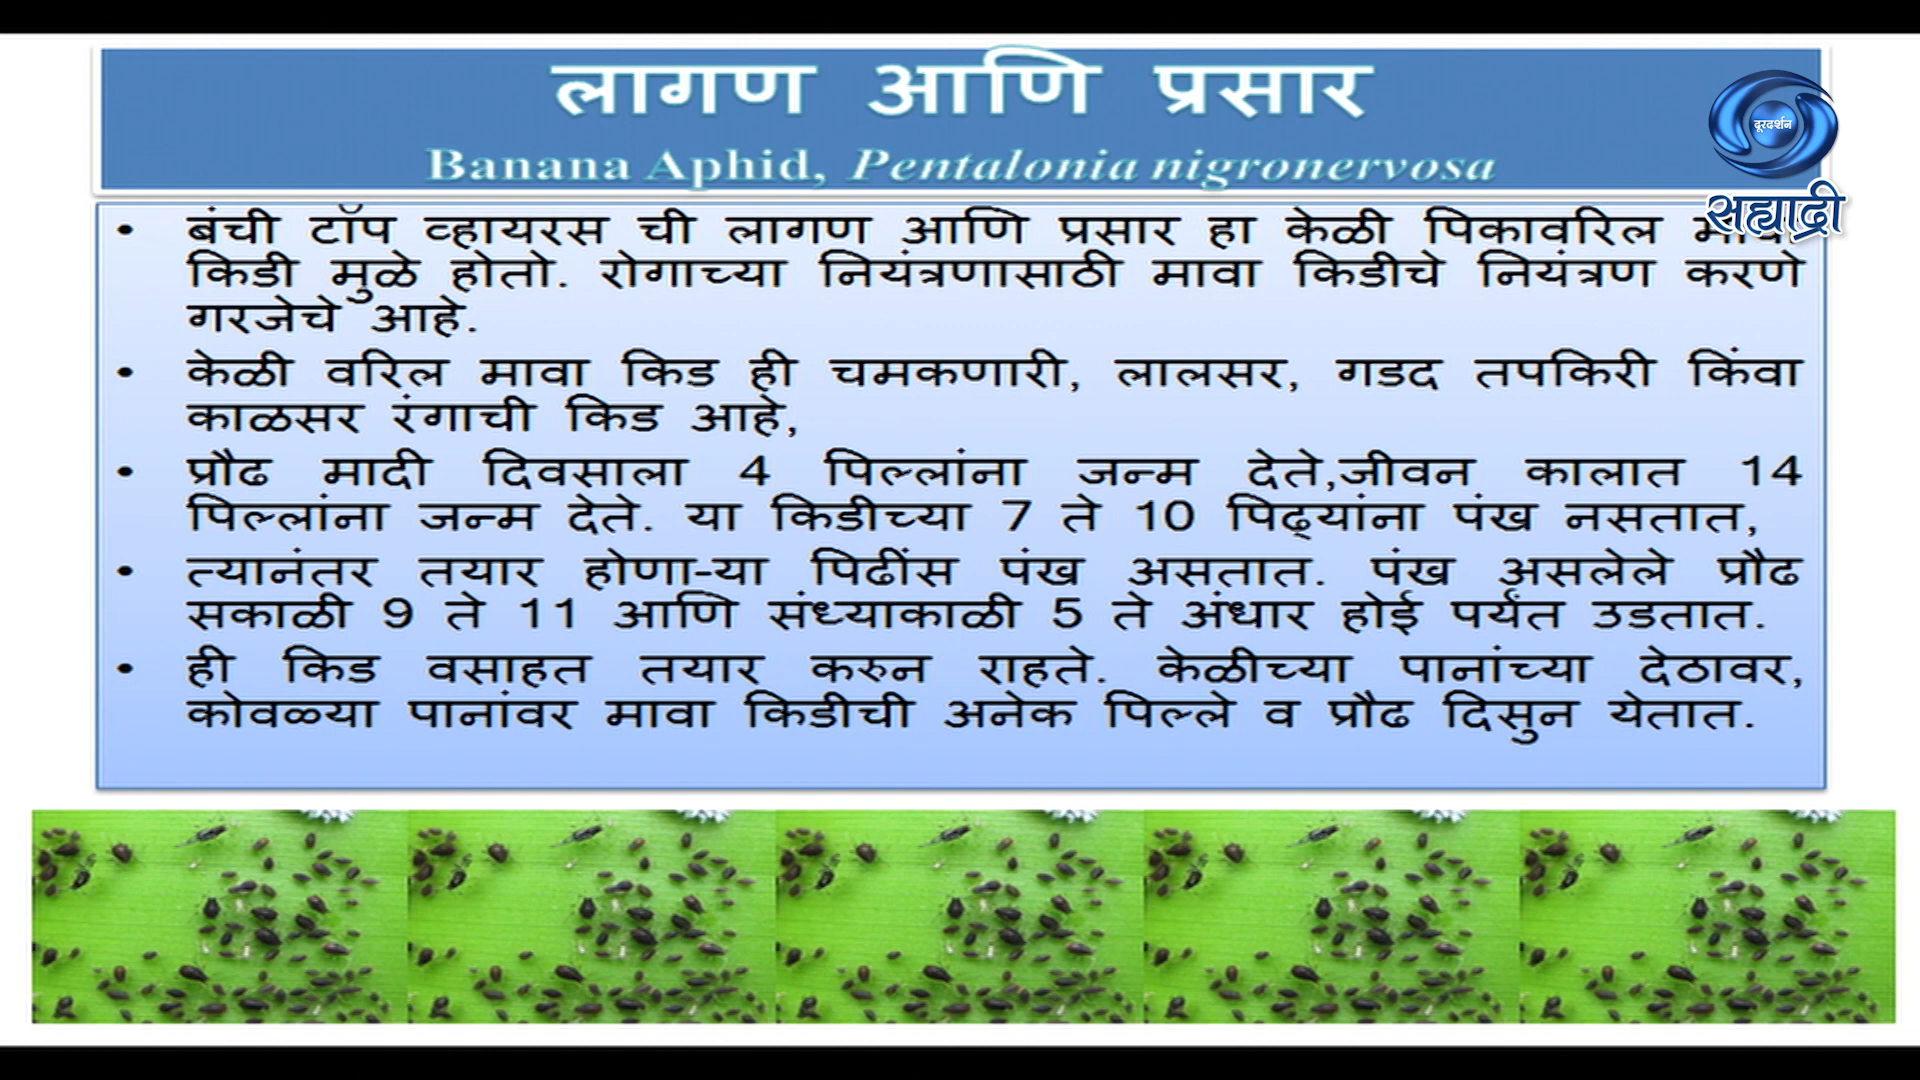 लागण आणि प्रसार
Banana Aphid, Pentalonia nigronervosa
दूरदर्शन
सह्याद्री
• बंची टॉप व्हायरस ची लागण आणि प्रसार हा केळी पिकावरिल
किडी मुळे होतो. रोगाच्या नियंत्रणासाठी मावा किडीचे नियंत्रण करणे
गरजेचे आहे.
• केळी वरिल मावा किड ही चमकणारी, लालसर, गडद तपकिरी किंवा
काळसर रंगाची किड आहे,
• प्रौढ मादी दिवसाला 4 पिल्लांना जन्म देते,जीवन कालात 14
पिल्लांना जन्म देते. या किडीच्या 7 ते 10 पिढ्यांना पंख नसतात,
• त्यानंतर तयार होणा-या पिढींस पंख असतात. पंख असलेले प्रौढ
सकाळी 9 ते 11 आणि संध्याकाळी 5 ते अंधार होई पर्यंत उडतात.
• ही किड वसाहत तयार करुन राहते. केळीच्या पानांच्या देठावर,
कोवळ्या पानांवर मावा किडीची अनेक पिल्ले व प्रौढ दिसुन येतात.